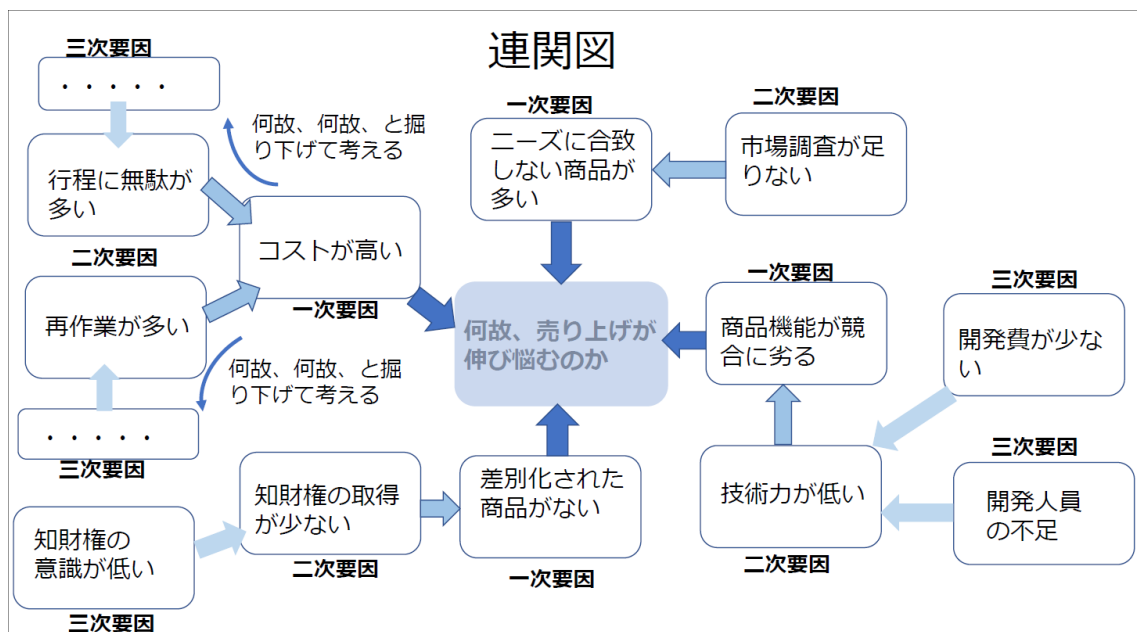 連関図
三次要因
・・・・・
行程に無駄が
多い
二次要因
再作業が多い
・・・・・
三次要因
何故、何故、と掘
り下げて考える
コストが高い
一次要因
何故、何故、と掘
り下げて考える
一次要因
ニーズに合致
しない商品が
多い
二次要因
市場調査が足
りない
何故、売り上げが
伸び悩むのか
一次要因
商品機能が競
合に劣る
三次要因
開発費が少な
い
技術力が低い
二次要因
三次要因
開発人員
の不足
知財権の
意識が低い
三次要因
知財権の取得
が少ない
二次要因
差別化された
商品がない
一次要因